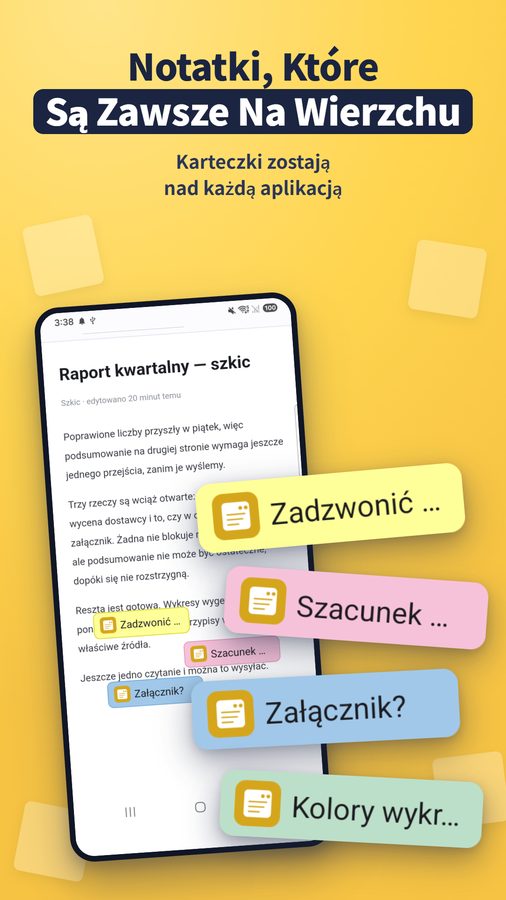 Notatki, Które
Są Zawsze Na Wierzchu
Karteczki zostają
nad każdą aplikacją
3:38
100
Raport kwartalny — szkic
Szkic · edytowano 20 minut temu
Poprawione liczby przyszły w piątek, więc
podsumowanie na drugiej stronie wymaga jeszcze
jednego przejścia, zanim je wyślemy.
Trzy rzeczy są wciąż otwarte:
wycena dostawcy i to, czy w
załącznik. Żadna nie blokuje
ale podsumowanie nie może być ostateczne,
dopóki się nie rozstrzygną.
Reszta jest gotowa. Wykresy
właściwe źródła.
Jeszcze jedno czytanie i można to wysyłać.
Zadzwonić ...
Szacunek ...
Załącznik?
Zadzwonić ...
Szacunek ...
Załącznik?
Kolory wykr...